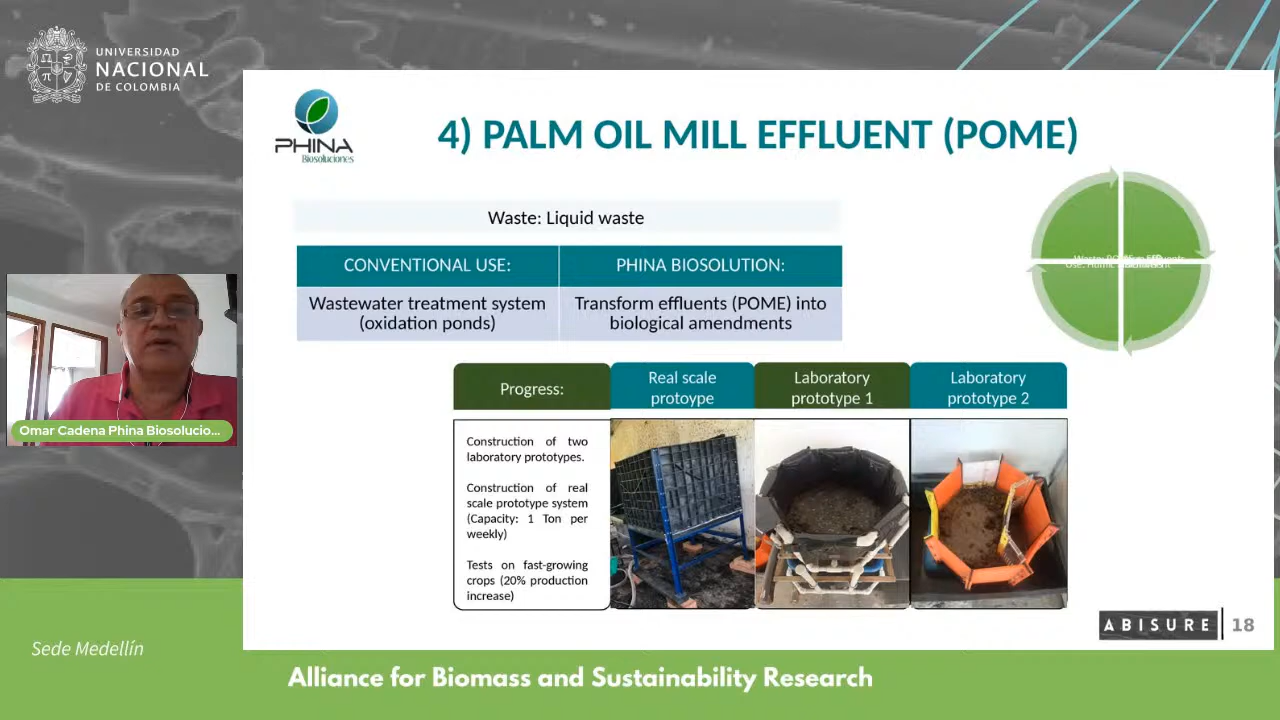 UNIVERSIDAD
NACIONAL
DE COLOMBIA
PHINA
Biosoluciones
4) PALM OIL MILL EFFLUENT (POME)
Waste: Liquid waste
CONVENTIONAL USE:
PHINA BIOSOLUTION:
Wastewater treatment system
(oxidation ponds)
Transform effluents (POME) into
biological amendments
Progress:
Real scale
protoype
Laboratory
prototype 1
Laboratory
prototype 2
Construction of two
laboratory prototypes.
Construction of real
scale prototype system
(Capacity: 1 Ton per
weekly)
Tests on fast-growing
crops (20% production
increase)
Omar Cadena Phina Biosolucio...
ABISURE
18
Sede Medellín
Alliance for Biomass and Sustainability Research